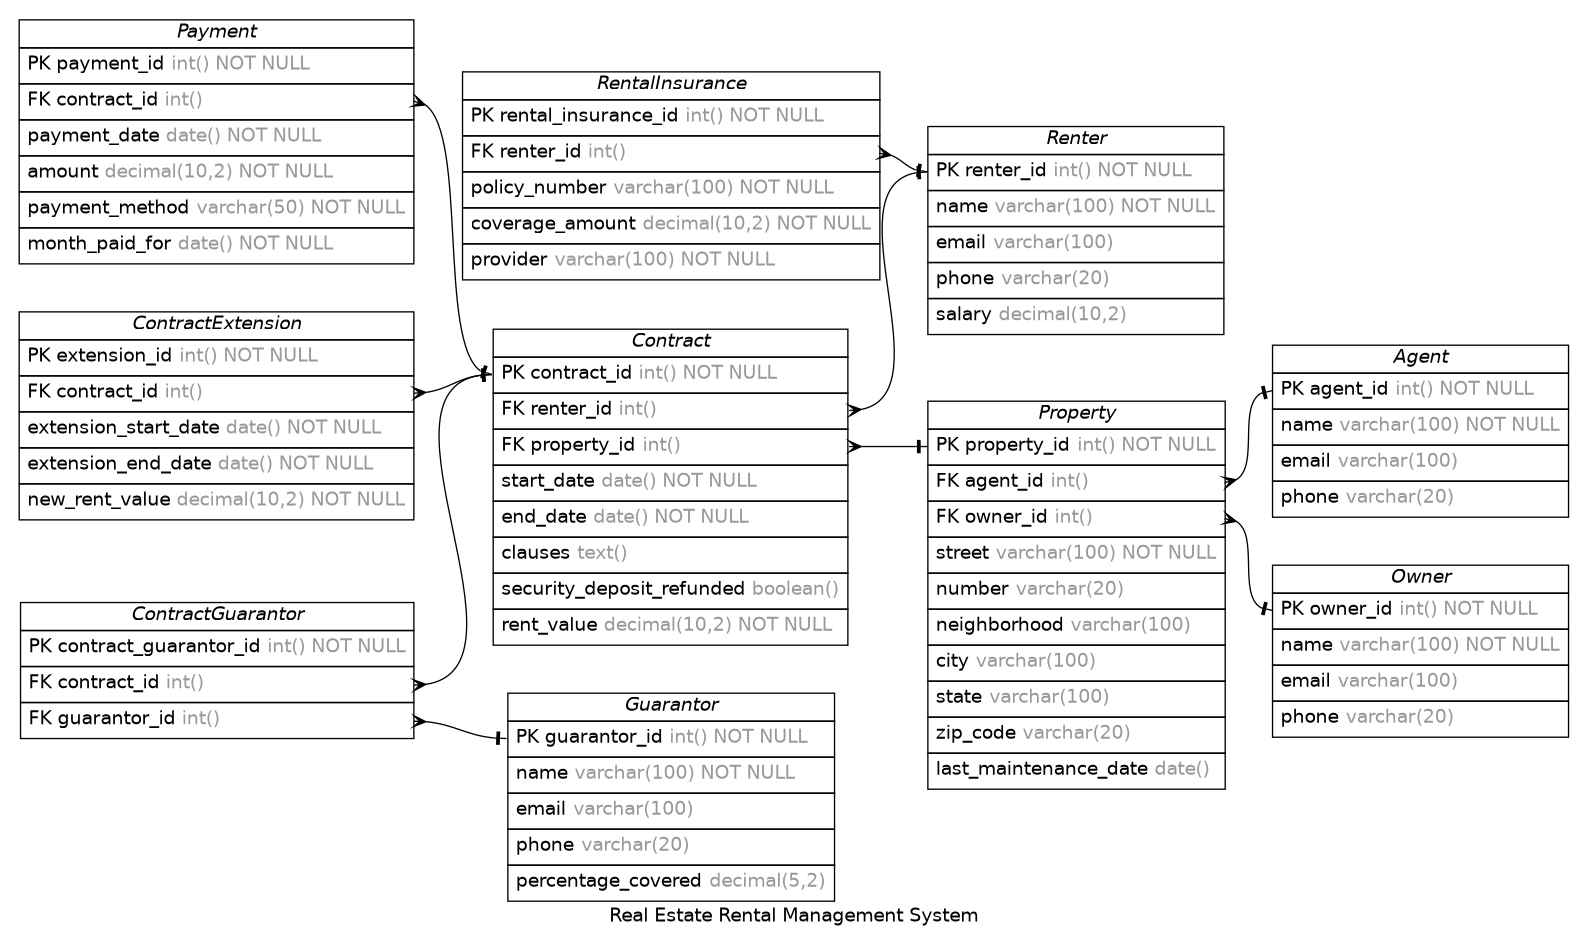 Payment
PK payment_id int() NOT NULL
FK contract_id int()
payment_date date() NOT NULL
amount decimal(10,2) NOT NULL
payment_method varchar(50) NOT NULL
month_paid_for date() NOT NULL
RentalInsurance
PK rental_insurance_id int() NOT NULL
FK renter_id int()
policy_number varchar(100) NOT NULL
coverage_amount decimal(10,2) NOT NULL
provider varchar(100) NOT NULL
Renter
PK renter_id int() NOT NULL
name varchar(100) NOT NULL
email varchar(100)
phone varchar(20)
salary decimal(10,2)
ContractExtension
PK extension_id int() NOT NULL
FK contract_id int()
extension_start_date date() NOT NULL
extension_end_date date() NOT NULL
new_rent_value decimal(10,2) NOT NULL
Contract
PK contract_id int() NOT NULL
FK renter_id int()
FK property_id int()
start_date date() NOT NULL
end_date date() NOT NULL
clauses text()
security_deposit_refunded boolean()
rent_value decimal(10,2) NOT NULL
Property
PK property_id int() NOT NULL
FK agent_id int()
FK owner_id int()
street varchar(100) NOT NULL
number varchar(20)
neighborhood varchar(100)
city varchar(100)
state varchar(100)
zip_code varchar(20)
last_maintenance_date date()
Agent
PK agent_id int() NOT NULL
name varchar(100) NOT NULL
email varchar(100)
phone varchar(20)
Owner
PK owner_id int() NOT NULL
name varchar(100) NOT NULL
email varchar(100)
phone varchar(20)
ContractGuarantor
PK contract_guarantor_id int() NOT NULL
FK contract_id int()
FK guarantor_id int()
Guarantor
PK guarantor_id int() NOT NULL
name varchar(100) NOT NULL
email varchar(100)
phone varchar(20)
percentage_covered decimal(5,2)
Real Estate Rental Management System